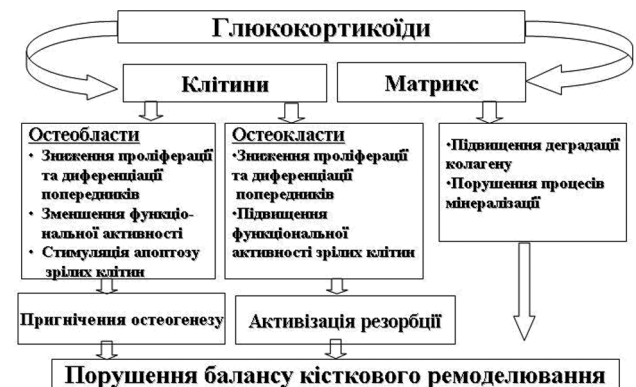 Глюкокортикоїди
Клітини
Матрикс
Остеобласти
• Зниження проліферації
та диференціації
попередників
• Зменшення функціо-
нальної активності
• Стимуляція апоптозу
зрілих клітин
Остеокласти
•Зниження проліферації
та диференціації
попередників
•Підвищення
функціональної
активності зрілих клітин
•Підвищення деградації
колагену
•Порушення процесів
мінералізації
Пригнічення остеогенезу
Активізація резорбції
Порушення балансу кісткового ремоделювання